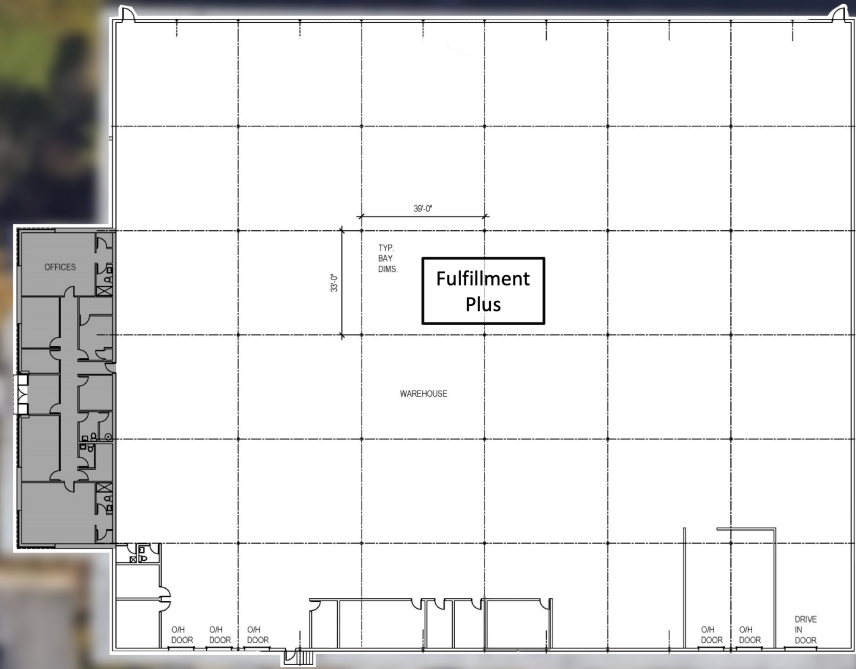 39'-0"
OFFICES
TYP.
BAY
DIMS.
33'-0"
Fulfillment
Plus
WAREHOUSE
O/H
DOOR
O/H
DOOR
O/H
DOOR
O/H
DOOR
O/H
DOOR
DRIVE
IN
DOOR